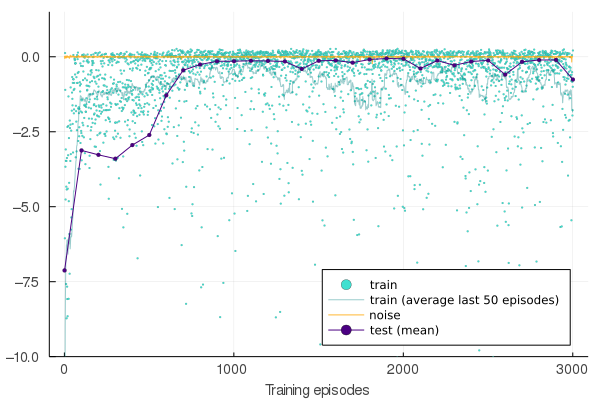 0.0
−2.5
−5.0
−7.5
−10.0
0
1000
2000
3000
Training episodes
train
train (average last 50 episodes)
noise
test (mean)